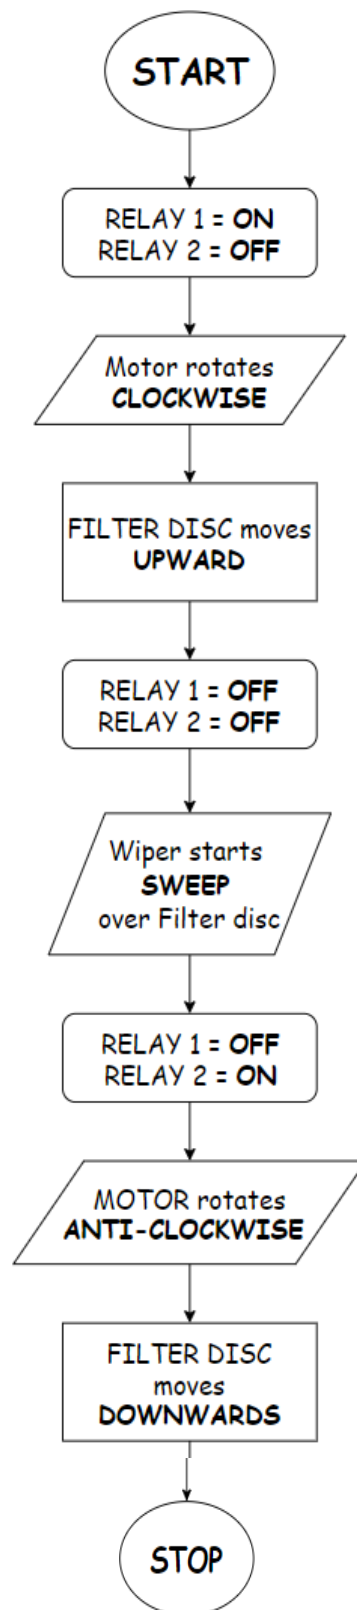 START
RELAY 1 = ON
RELAY 2 = OFF
Motor rotates
CLOCKWISE
FILTER DISC moves
UPWARD
RELAY 1 = OFF
RELAY 2 = OFF
Wiper starts
SWEEP
over Filter disc
RELAY 1 = OFF
RELAY 2 = ON
MOTOR rotates
ANTI-CLOCKWISE
FILTER DISC
moves
DOWNWARDS
STOP